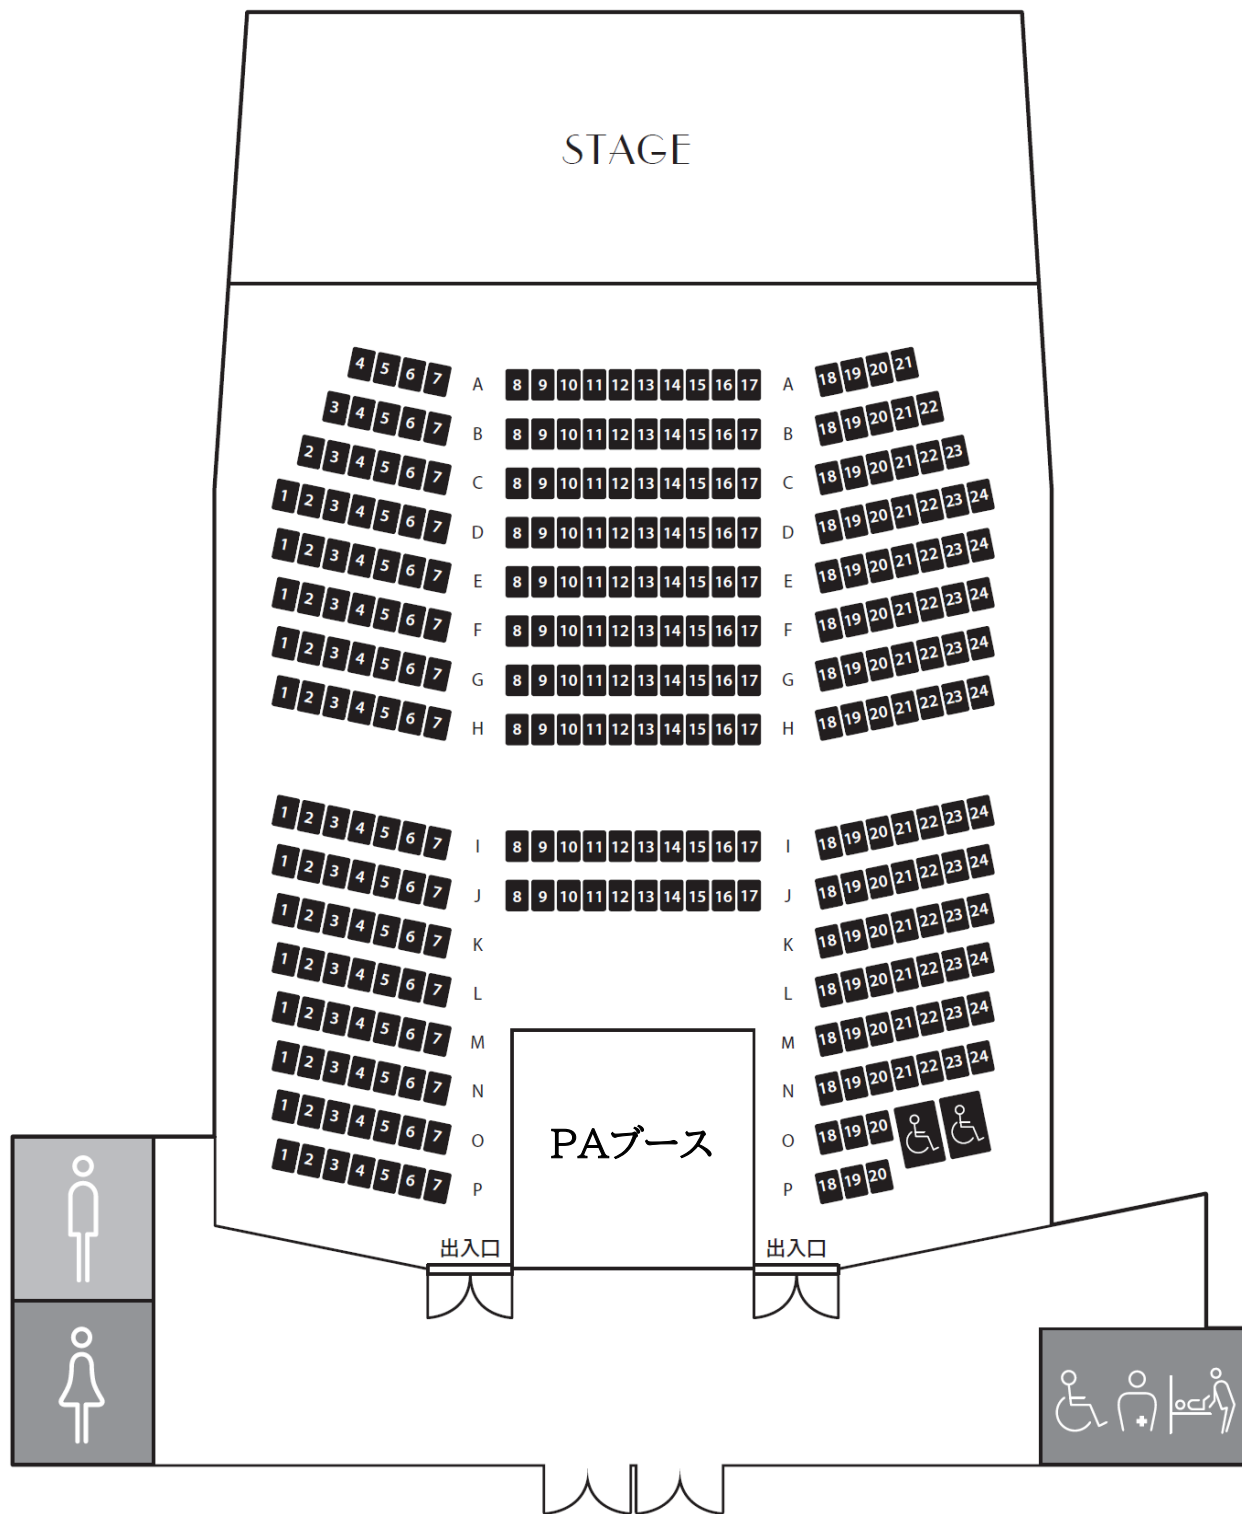 STAGE
4 5 6 7 A 8 9 10 11 12 13 14 15 16 17 A 18 19 20 21
3 4 5 6 7 B 8 9 10 11 12 13 14 15 16 17 B 18 19 20 21 22
2 3 4 5 6 7 C 8 9 10 11 12 13 14 15 16 17 C 18 19 20 21 22 23
1 2 3 4 5 6 7 D 8 9 10 11 12 13 14 15 16 17 D 18 19 20 21 22 23 24
1 2 3 4 5 6 7 E 8 9 10 11 12 13 14 15 16 17 E 18 19 20 21 22 23 24
1 2 3 4 5 6 7 F 8 9 10 11 12 13 14 15 16 17 F 18 19 20 21 22 23 24
1 2 3 4 5 6 7 G 8 9 10 11 12 13 14 15 16 17 G 18 19 20 21 22 23 24
1 2 3 4 5 6 7 H 8 9 10 11 12 13 14 15 16 17 H 18 19 20 21 22 23 24
1 2 3 4 5 6 7 I 8 9 10 11 12 13 14 15 16 17 I 18 19 20 21 22 23 24
1 2 3 4 5 6 7 J 8 9 10 11 12 13 14 15 16 17 J 18 19 20 21 22 23 24
1 2 3 4 5 6 7 K K 18 19 20 21 22 23 24
1 2 3 4 5 6 7 L L 18 19 20 21 22 23 24
1 2 3 4 5 6 7 M M 18 19 20 21 22 23 24
1 2 3 4 5 6 7 N N 18 19 20 21 22 23 24
1 2 3 4 5 6 7 O PAブース O 18 19 20
1 2 3 4 5 6 7 P P 18 19 20
出入口 出入口